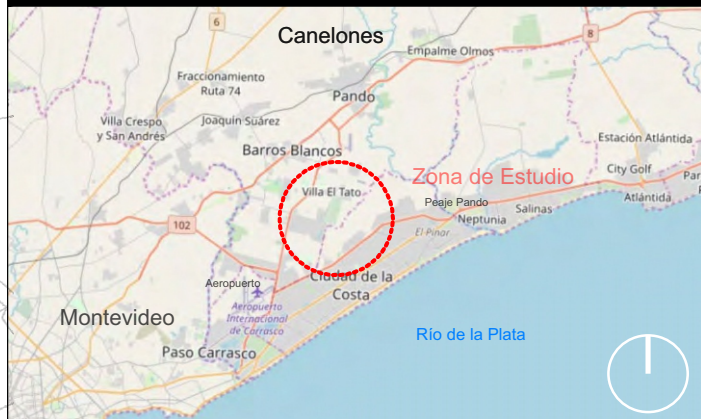 6
Canelones
8
Empalme Olmos
Fraccionamiento
Ruta 74
Pando
Villa Crespo
y San Andrés
Joaquín Suárez
Estación Atlántida
Barros Blancos
City Golf
Zona de Estudio
Par
Villa El Tato
Atlántida
Peaje Pando
Salinas
Neptunia
102
El Pinar
Ciudad de la
Costa
Aeropuerto
Aeropuerto
Internacional
de Carrasco
Montevideo
Río de la Plata
Paso Carrasco